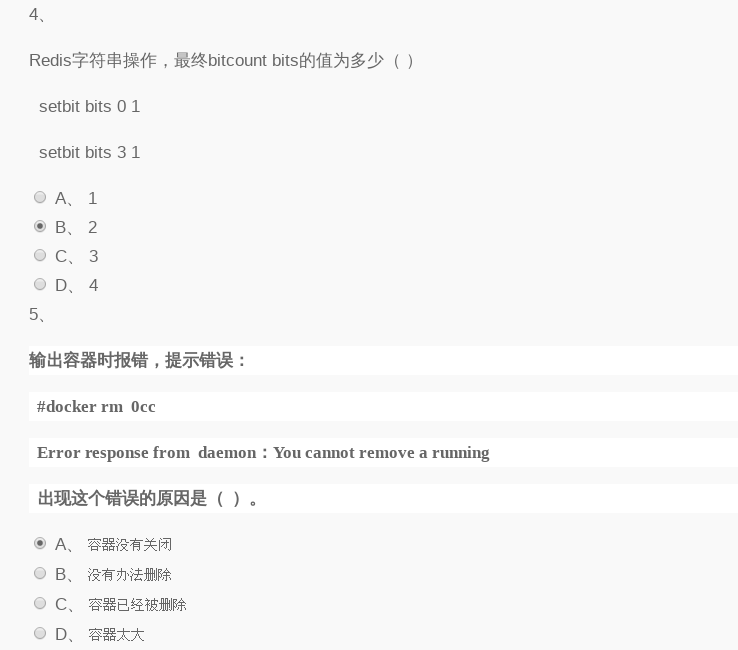 4、
Redis字符串操作，最终bitcount bits的值为多少（ ）
setbit bits 0 1
setbit bits 3 1
A、 1
B、 2
C、 3
D、 4
5、
输出容器时报错，提示错误：
#docker rm  0cc
Error response from  daemon：You cannot remove a running
出现这个错误的原因是（  ）。
A、 容器没有关闭
B、 没有办法删除
C、 容器已经被删除
D、 容器太大